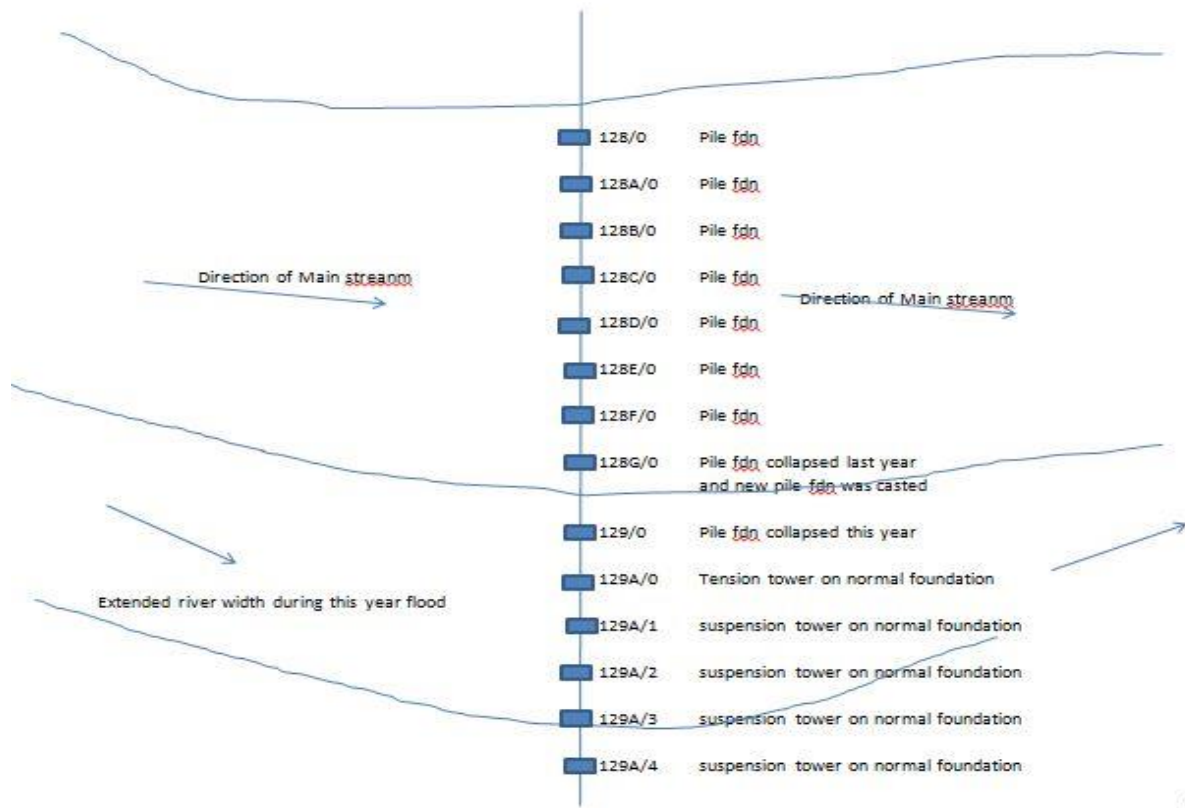 128/0 Pile fdn
128A/0 Pile fdn
128B/0 Pile fdn
128C/0 Pile fdn
Direction of Main streanm
Direction of Main streanm
128D/0 Pile fdn
128E/0 Pile fdn
128F/0 Pile fdn
128G/0 Pile fdn collapsed last year
and new pile fdn was casted
129/0 Pile fdn collapsed this year
129A/0 Tension tower on normal foundation
Extended river width during this year flood
129A/1 suspension tower on normal foundation
129A/2 suspension tower on normal foundation
129A/3 suspension tower on normal foundation
129A/4 suspension tower on normal foundation